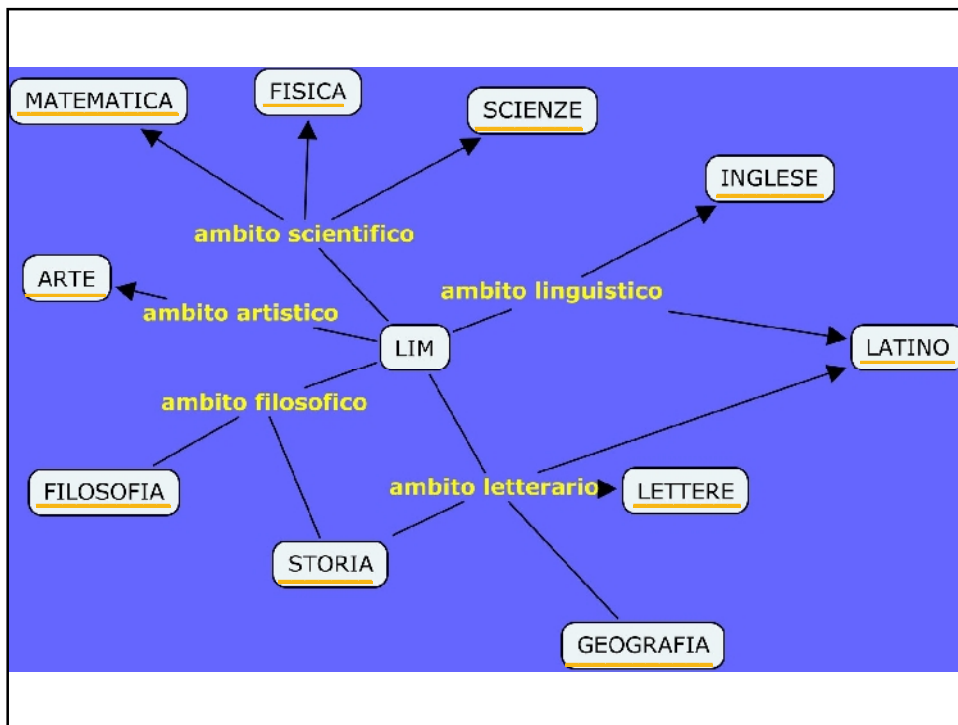 MATEMATICA
FISICA
SCIENZE
INGLESE
ambito scientifico
ARTE
ambito artistico
ambito linguistico
LIM
LATINO
ambito filosofico
FILOSOFIA
ambito letterario
LETTERE
STORIA
GEOGRAFIA